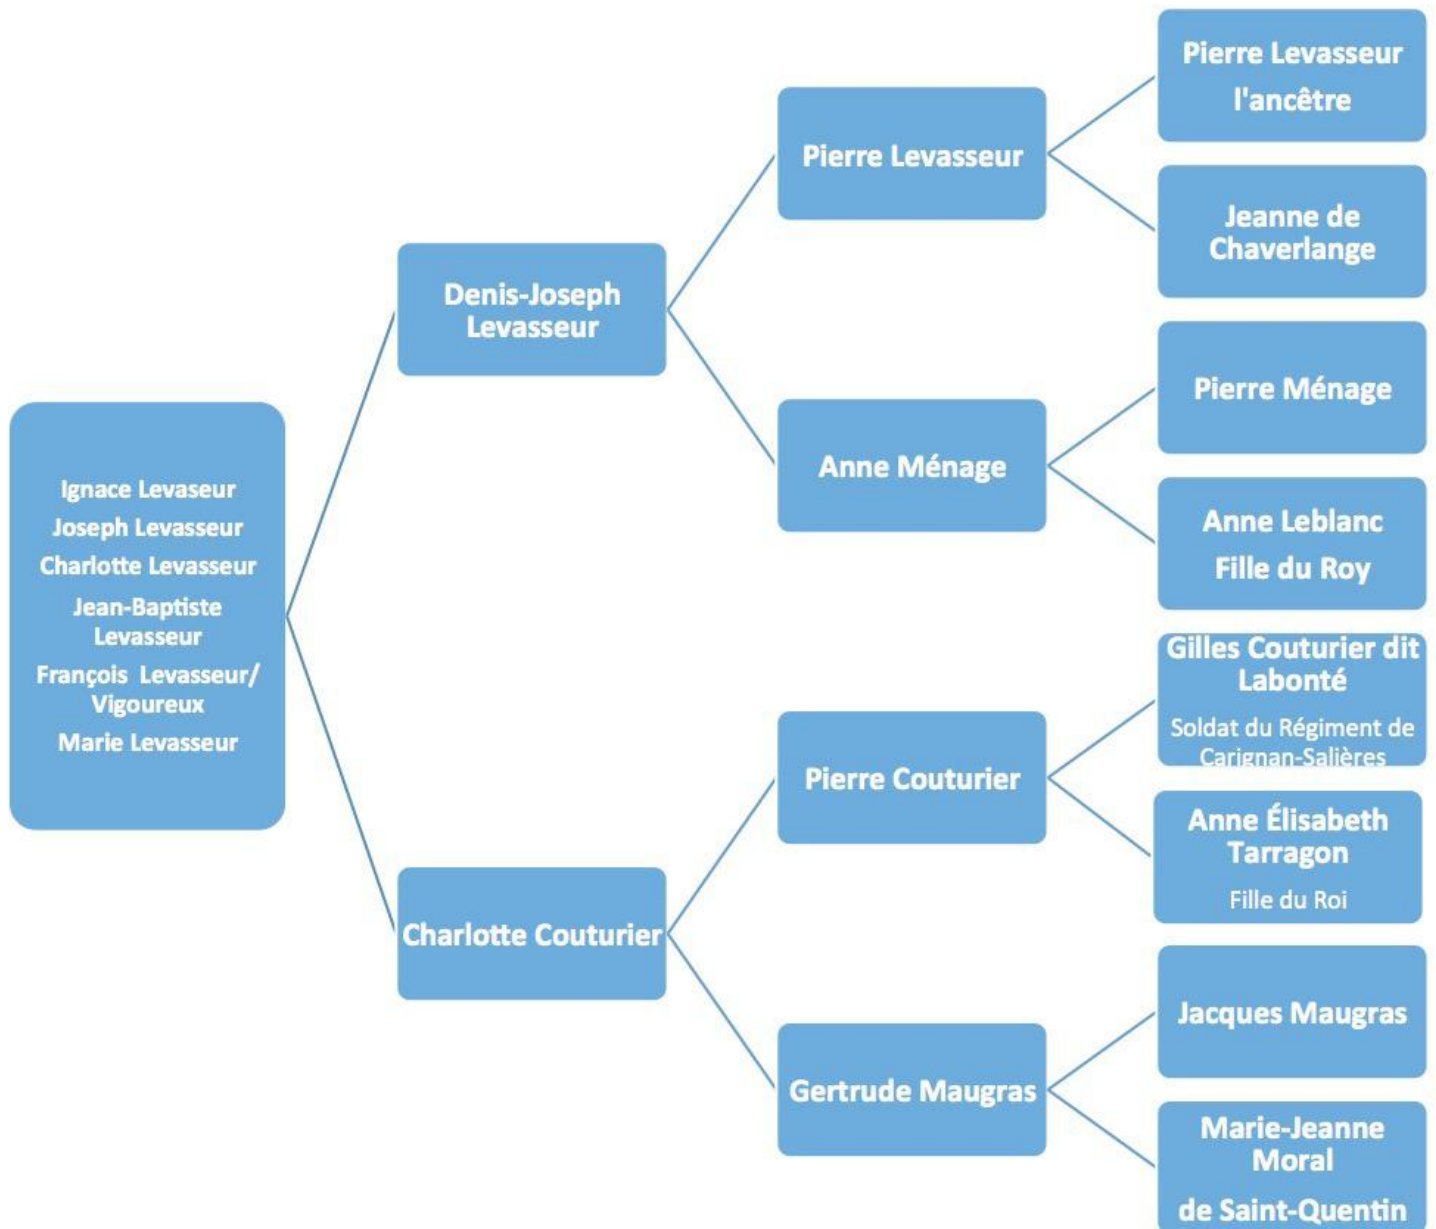 Ignace Levaseur
Joseph Levasseur
Charlotte Levasseur
Jean-Baptiste
Levasseur
François Levasseur/
Vigoureux
Marie Levasseur
Denis-Joseph
Levasseur
Charlotte Couturier
Pierre Levasseur
Anne Ménage
Pierre Couturier
Gertrude Maugras
Pierre Levasseur
l'ancêtre
Jeanne de
Chaverlange
Pierre Ménage
Anne Leblanc
Fille du Roy
Gilles Couturier dit
Labonté
Soldat du Régiment de
Carignan-Salières
Anne Élisabeth
Tarragon
Fille du Roi
Jacques Maugras
Marie-Jeanne
Moral
de Saint-Quentin